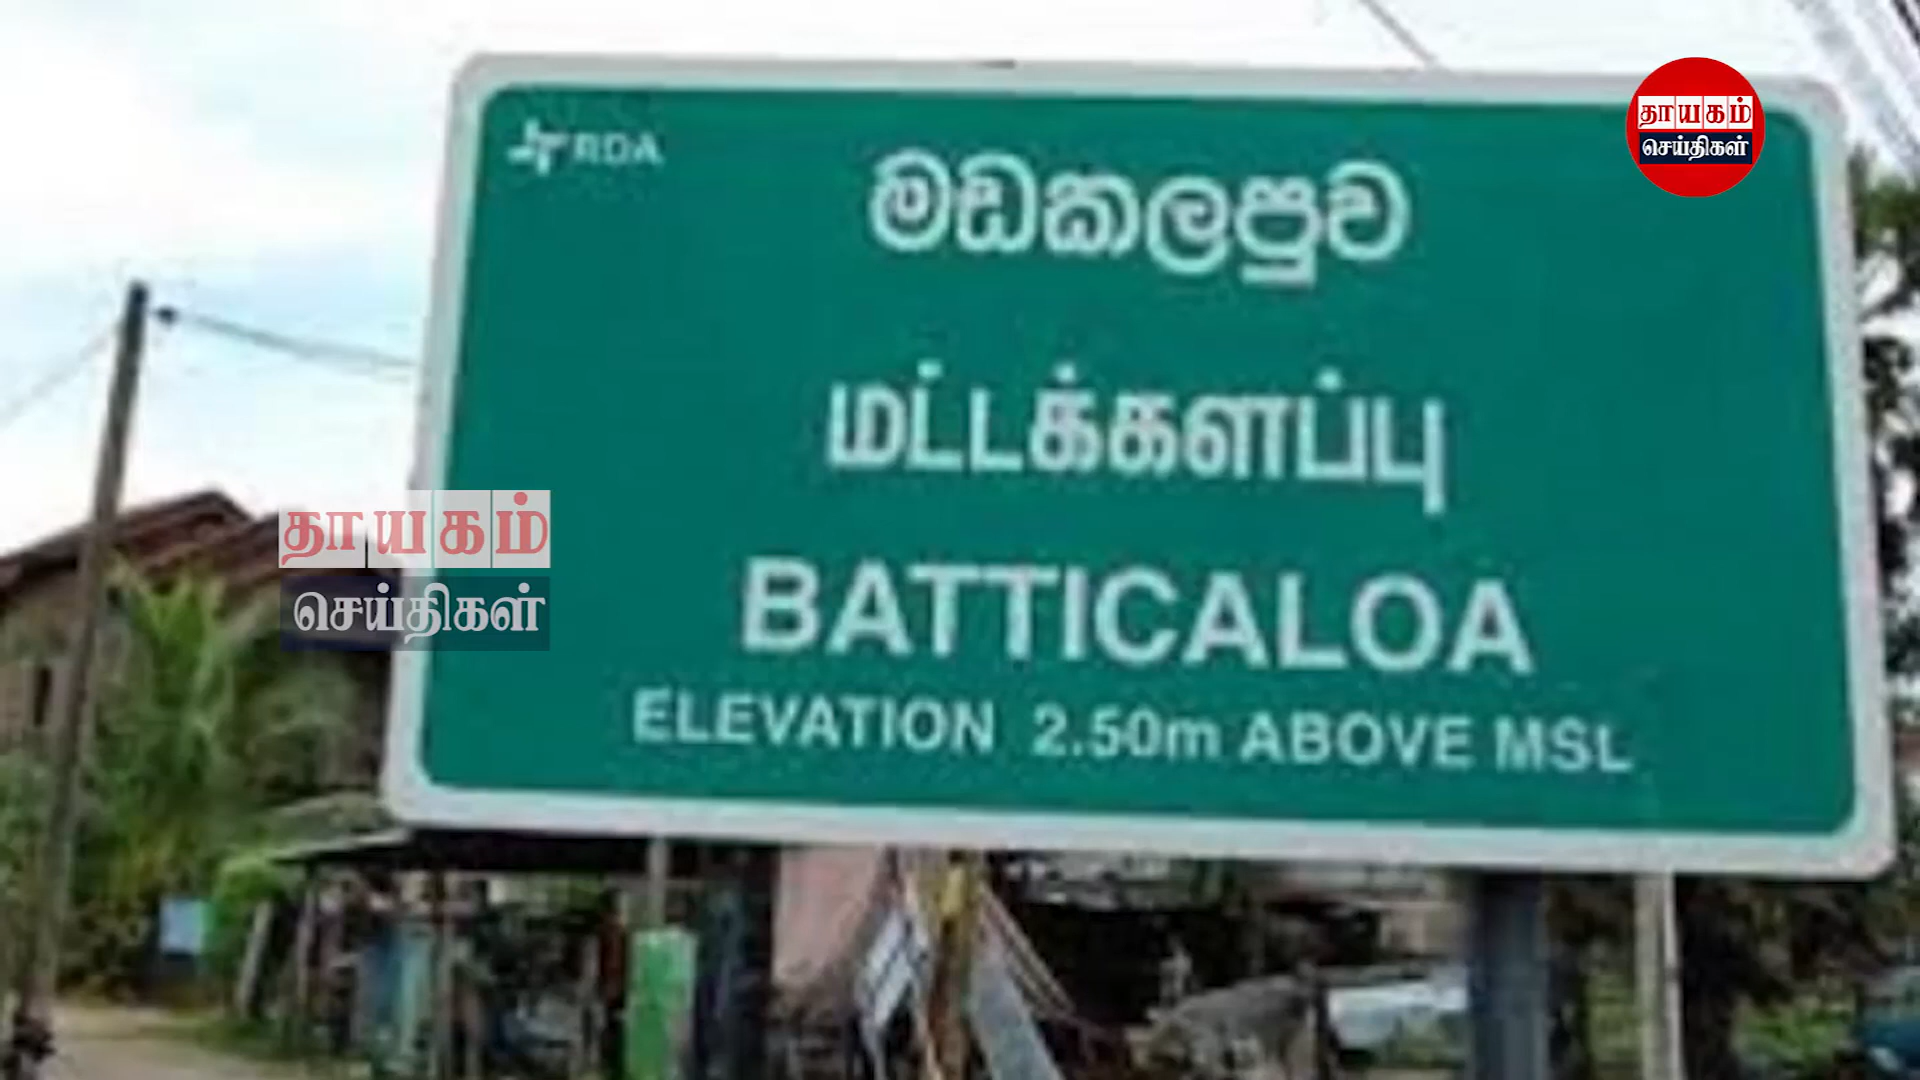 RDA
මඩකලපුව
மட்டக்களப்பு
BATTICALOA
ELEVATION 2.50m ABOVE MSL
தாயகம்
செய்திகள்
தாயகம்
செய்திகள்